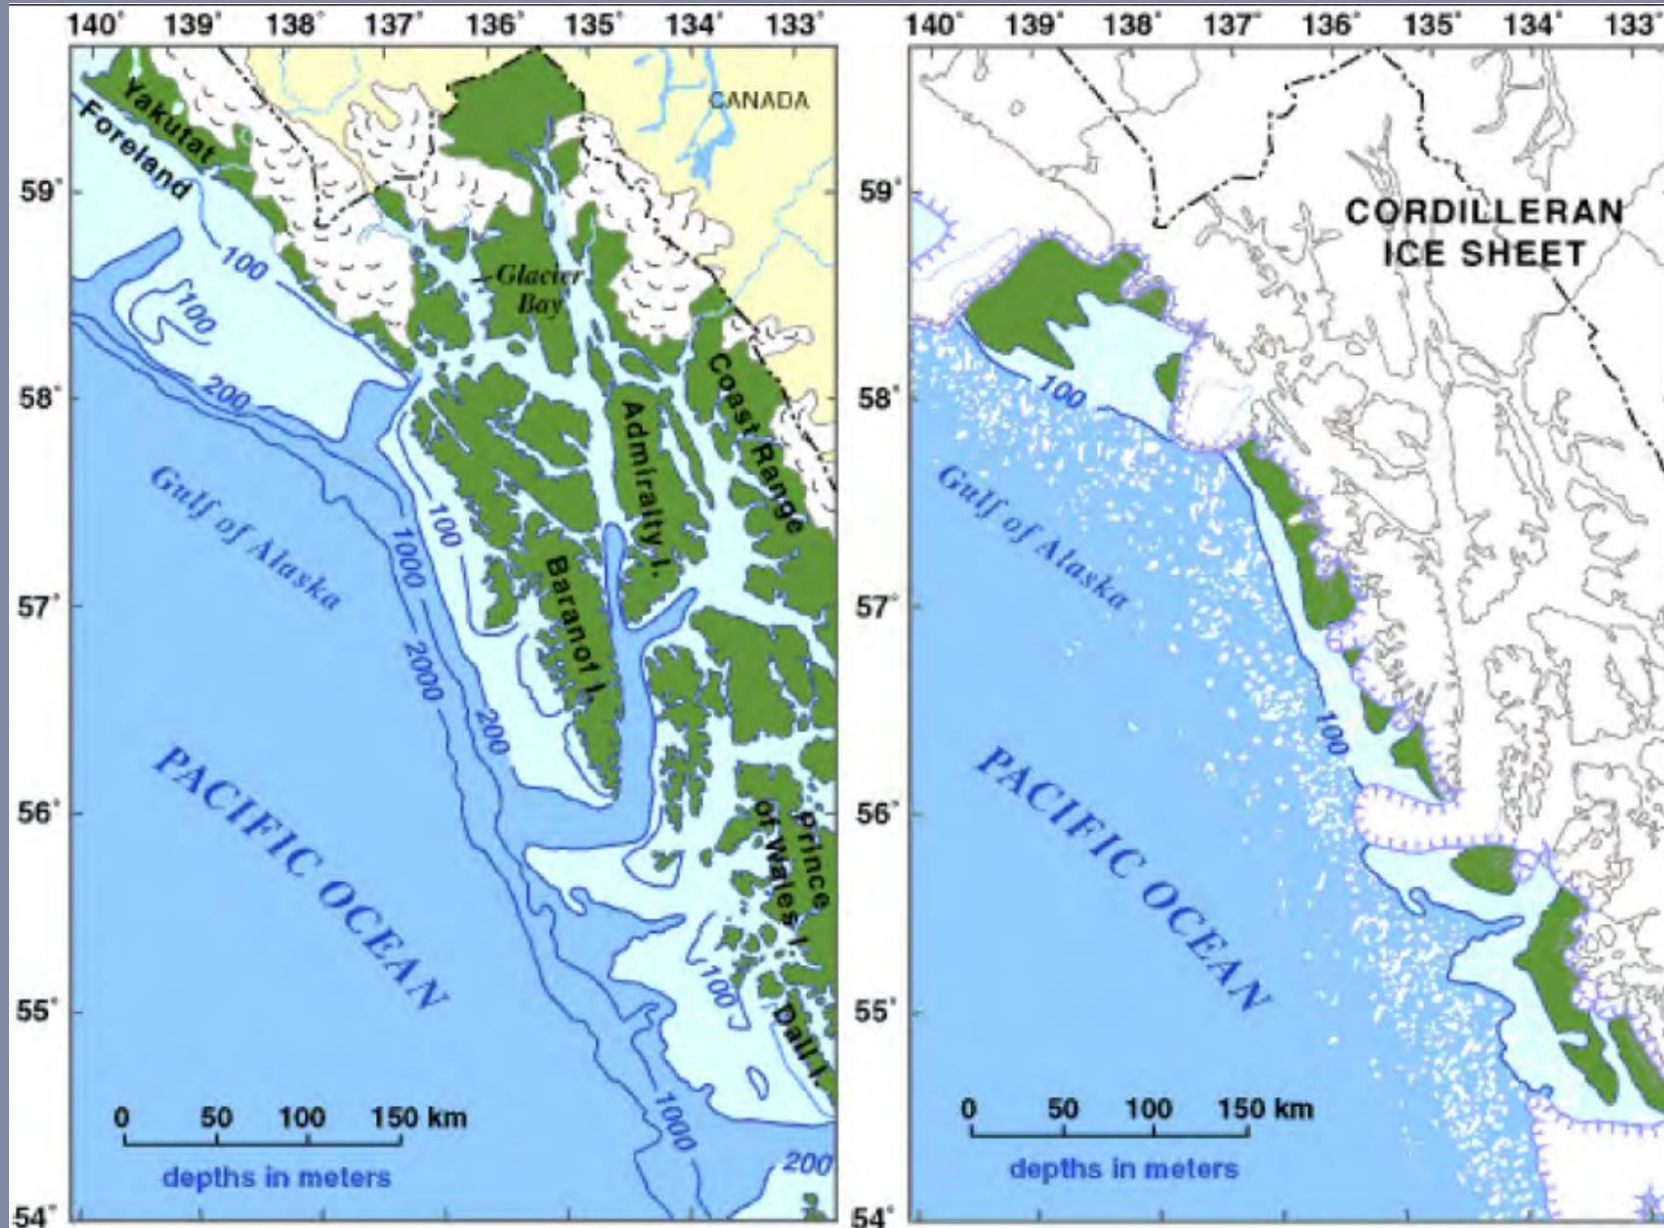 140° 139° 138° 137° 136° 135° 134° 133°
Yakutat
Foreland
CANADA
59°
100
Glacier
Bay
100
200
58°
Coast Range
Admiralty I.
Gulf of Alaska
100
1000
57°
Baranof I.
2000
200
PACIFIC OCEAN
56°
Prince
of Wales I.
100
55°
Dall I.
0 50 100 150 km
depths in meters
1000
200
54°
140° 139° 138° 137° 136° 135° 134° 133°
59°
CORDILLERAN
ICE SHEET
58°
100
Gulf of Alaska
57°
100
PACIFIC OCEAN
56°
55°
0 50 100 150 km
depths in meters
54°